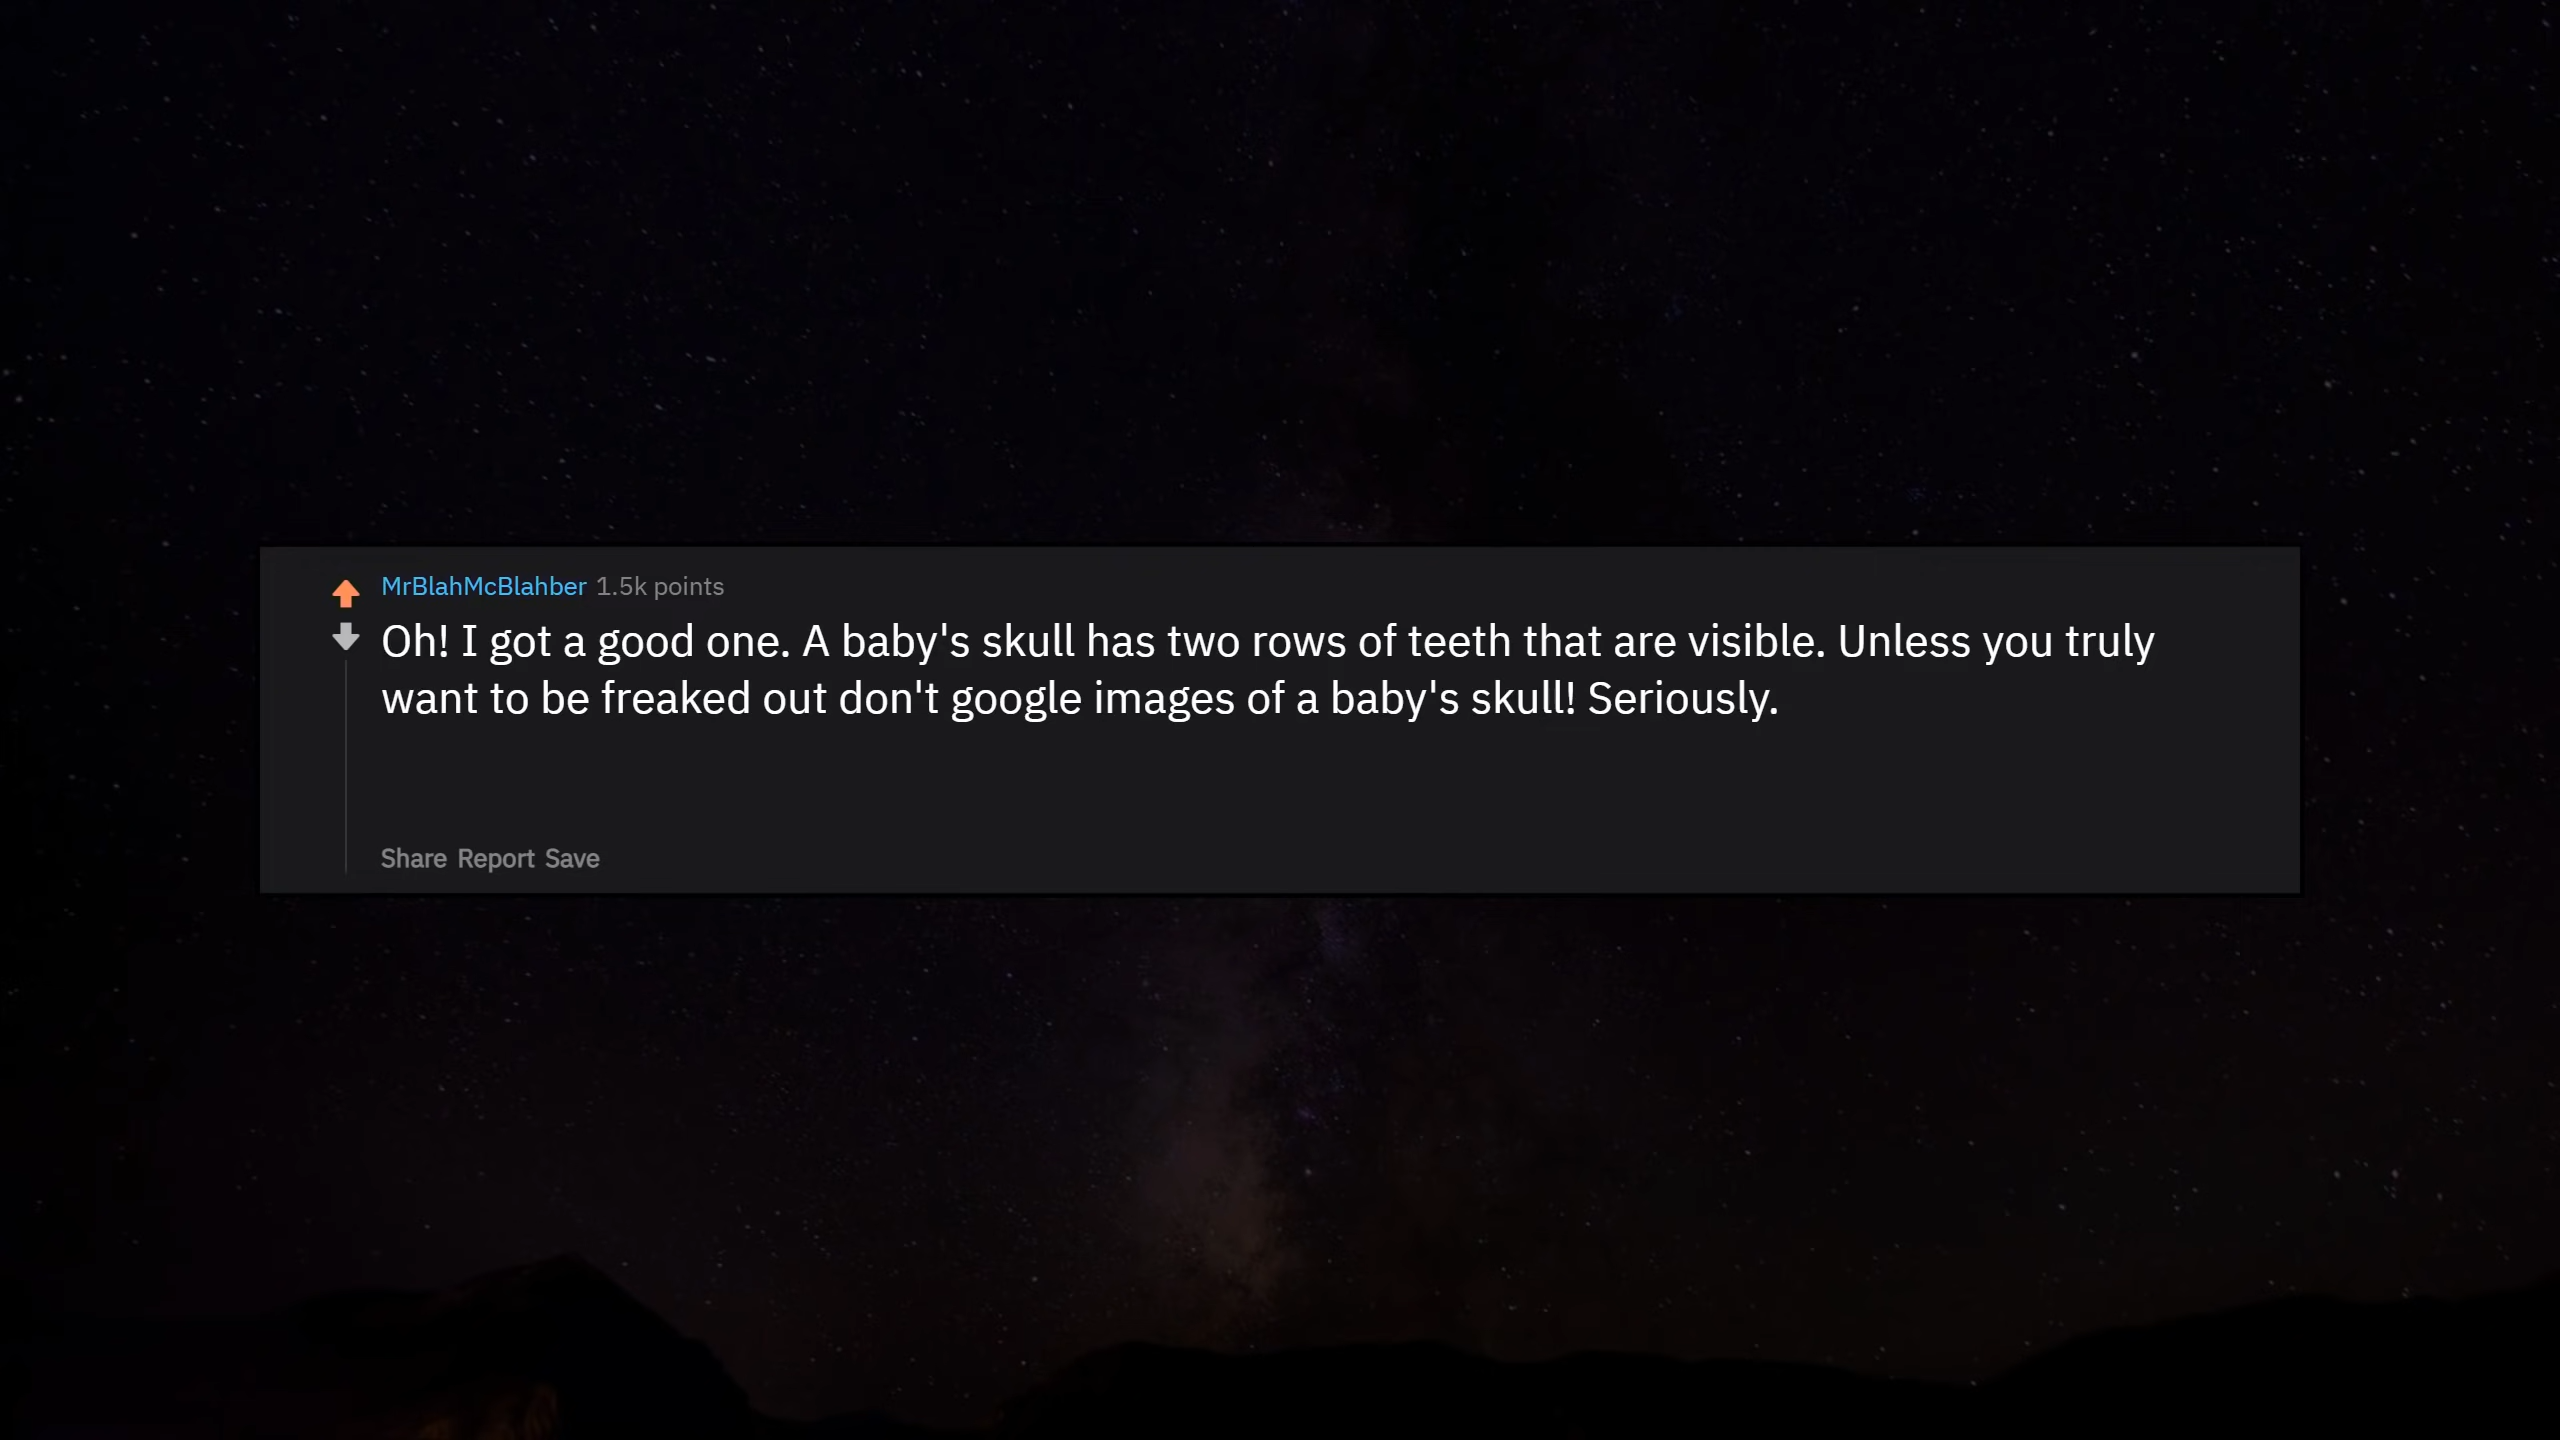 MrBlahMcBlahber 1.5k points
Oh! I got a good one. A baby's skull has two rows of teeth that are visible. Unless you truly
want to be freaked out don't google images of a baby's skull! Seriously.
Share Report Save